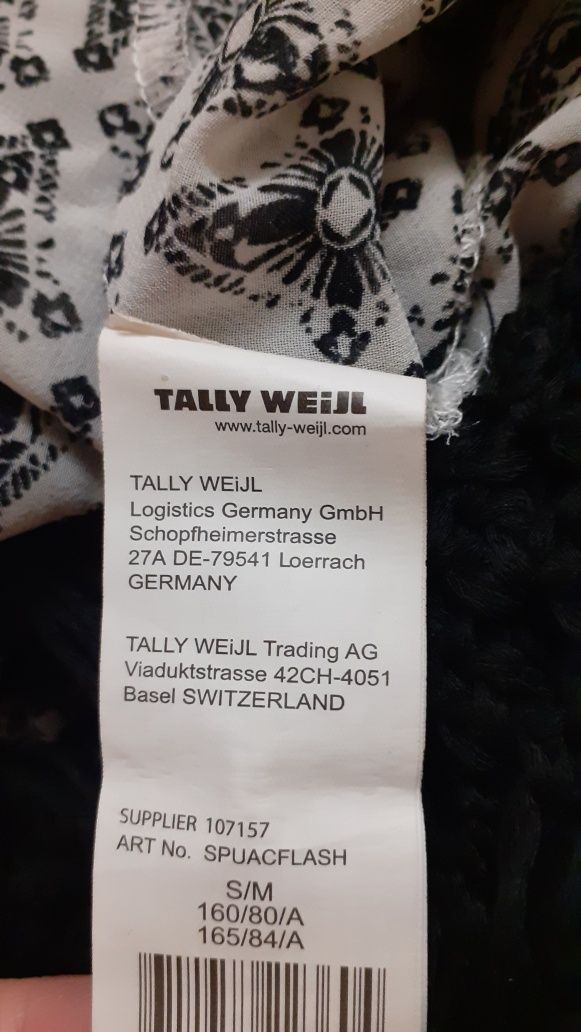 TALLY WEiJL
www.tally-weijl.com
TALLY WEiJL
Logistics Germany GmbH
Schopfheimerstrasse
27A DE-79541 Loerrach
GERMANY
TALLY WEiJL Trading AG
Viaduktstrasse 42CH-4051
Basel SWITZERLAND
SUPPLIER 107157
ART No. SPUACFLASH
S/M
160/80/A
165/84/A